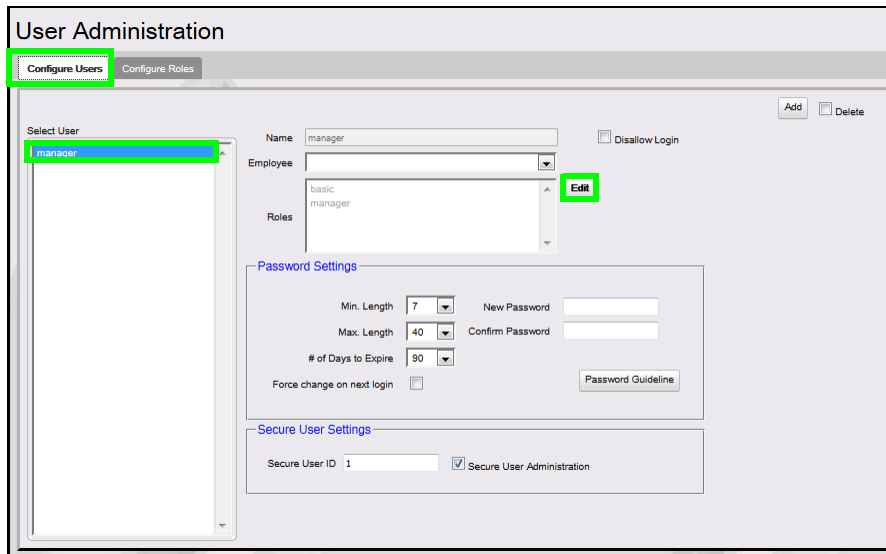 User Administration
Configure Users Configure Roles
Add Delete
Select User
manager
Name manager Disallow Login
Employee
Edit
basic
manager
Roles
Password Settings
Min. Length 7 New Password
Max. Length 40 Confirm Password
# of Days to Expire 90
Force change on next login Password Guideline
Secure User Settings
Secure User ID 1 Secure User Administration